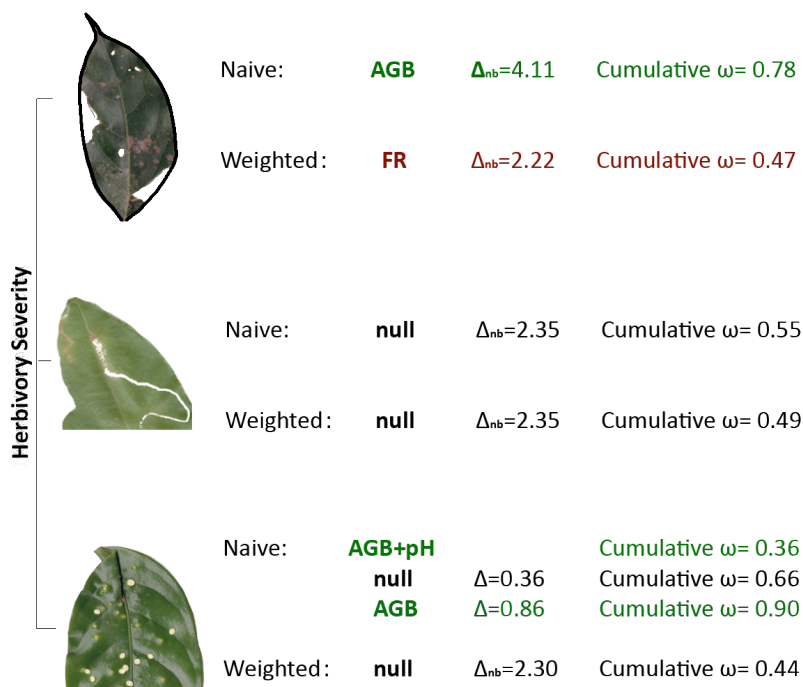 Herbivory Severity
Naive: AGB Δnb=4.11 Cumulative ω= 0.78
Weighted: FR Δnb=2.22 Cumulative ω= 0.47
Naive: null Δnb=2.35 Cumulative ω= 0.55
Weighted: null Δnb=2.35 Cumulative ω= 0.49
Naive: AGB+pH Cumulative ω= 0.36
null Δ=0.36 Cumulative ω= 0.66
AGB Δ=0.86 Cumulative ω= 0.90
Weighted: null Δnb=2.30 Cumulative ω= 0.44